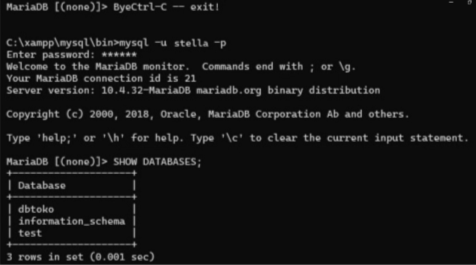 MariaDB [(none)]> ByeCtrl-C -- exit!
C:\xampp\mysql\bin>mysql -u stella -p
Enter password: ******
Welcome to the MariaDB monitor.  Commands end with ; or \g.
Your MariaDB connection id is 21
Server version: 10.4.32-MariaDB mariadb.org binary distribution
Copyright (c) 2000, 2018, Oracle, MariaDB Corporation Ab and others.
Type 'help;' or '\h' for help. Type '\c' to clear the current input statement.
MariaDB [(none)]> SHOW DATABASES;
+--------------------+
| Database           |
+--------------------+
| dbtoko             |
| information_schema |
| test               |
+--------------------+
3 rows in set (0.001 sec)